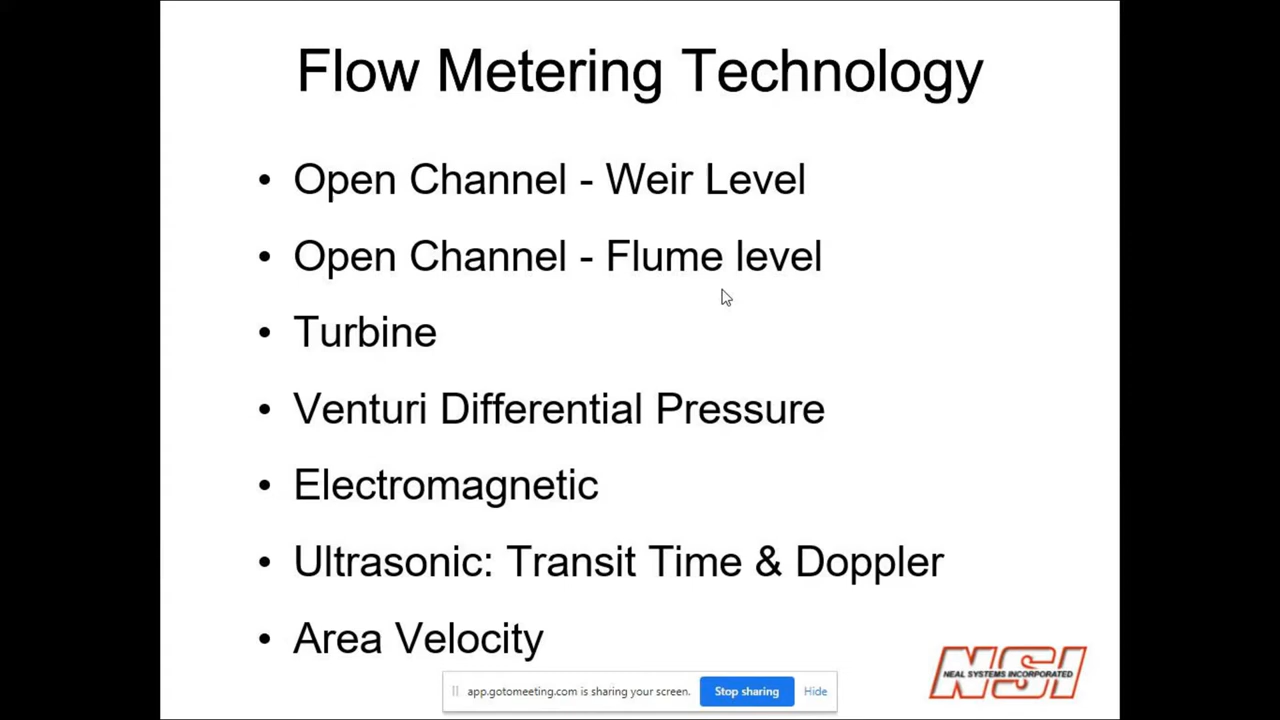 Flow Metering Technology
• Open Channel - Weir Level
• Open Channel - Flume level
• Turbine
• Venturi Differential Pressure
• Electromagnetic
• Ultrasonic: Transit Time & Doppler
• Area Velocity
NSI
NEAL SYSTEMS INCORPORATED
app.gotomeeting.com is sharing your screen. Stop sharing Hide